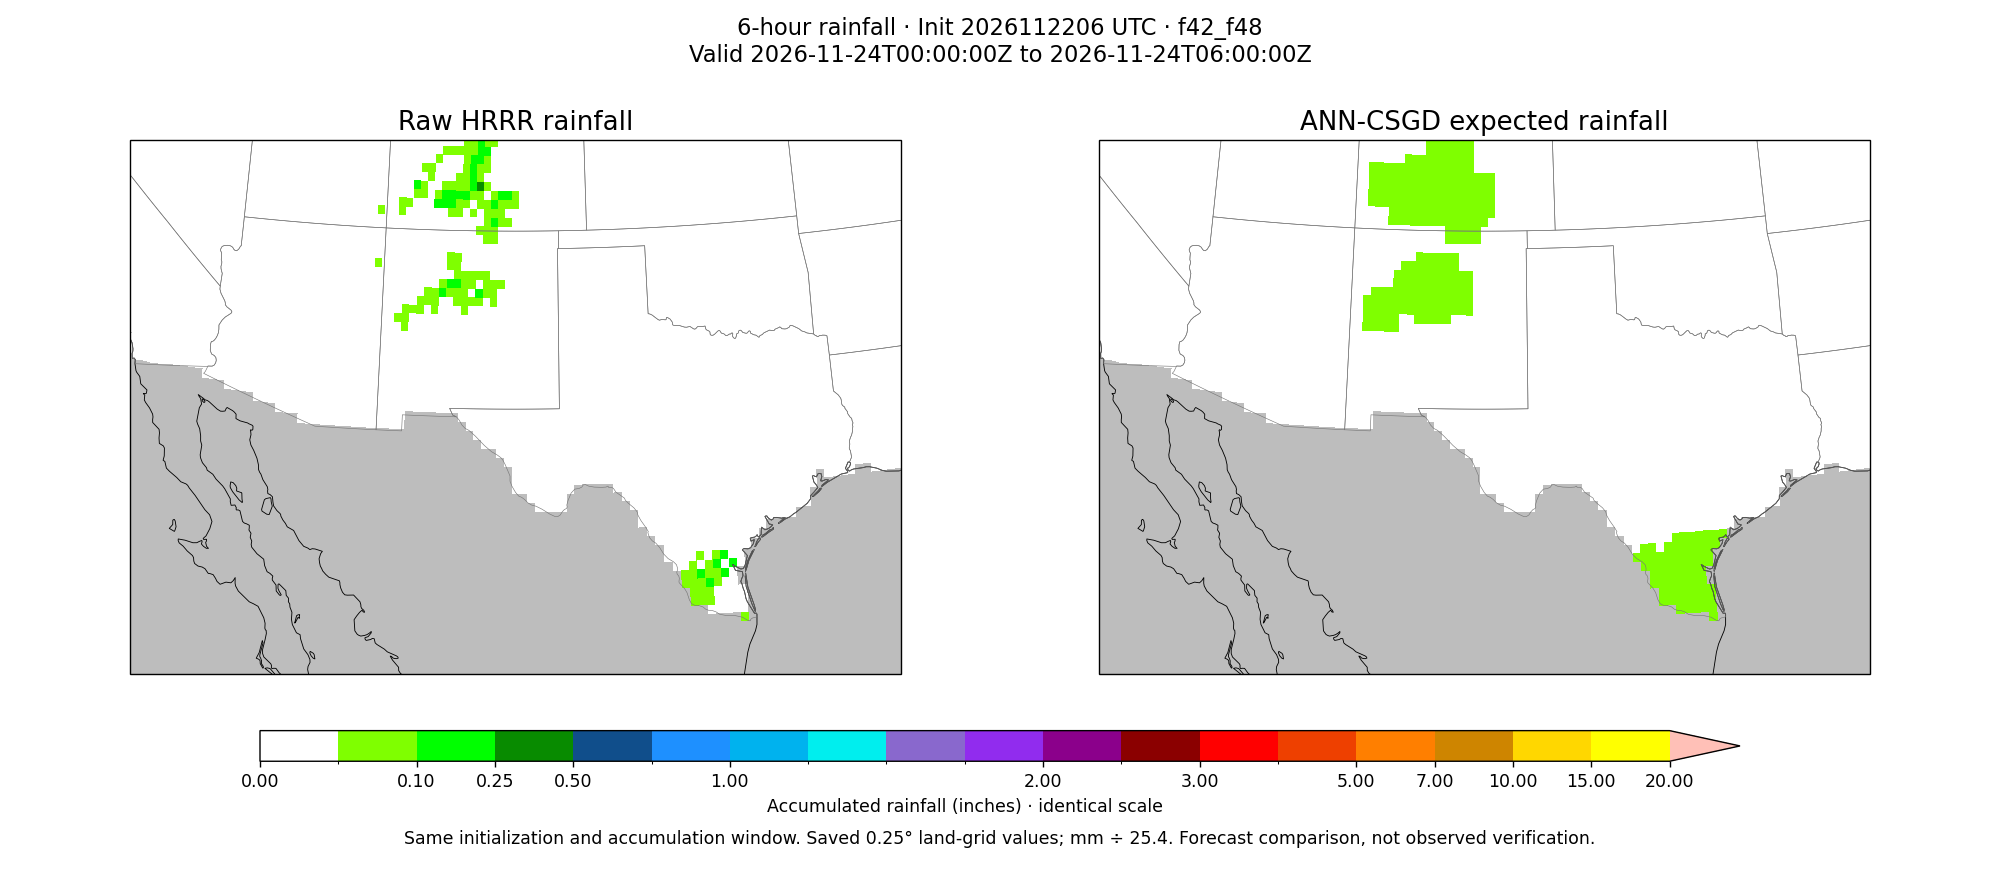 6-hour rainfall · Init 2026112206 UTC · f42_f48
Valid 2026-11-24T00:00:00Z to 2026-11-24T06:00:00Z
Raw HRRR rainfall
ANN-CSGD expected rainfall
0.00 0.10 0.25 0.50 1.00 2.00 3.00 5.00 7.00 10.00 15.00 20.00
Accumulated rainfall (inches) · identical scale
Same initialization and accumulation window. Saved 0.25° land-grid values; mm ÷ 25.4. Forecast comparison, not observed verification.